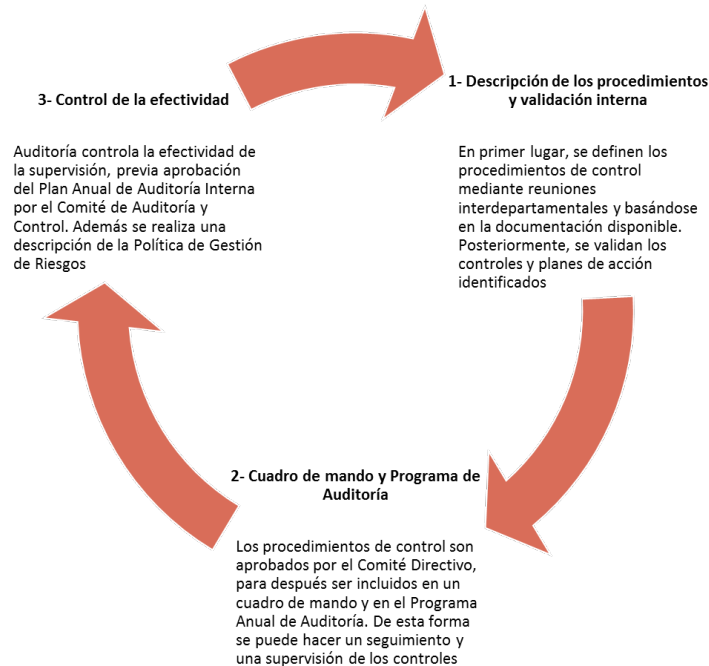 1- Descripción de los procedimientos
y validación interna
En primer lugar, se definen los
procedimientos de control
mediante reuniones
interdepartamentales y basándose
en la documentación disponible.
Posteriormente, se validan los
controles y planes de acción
identificados
2- Cuadro de mando y Programa de
Auditoría
Los procedimientos de control son
aprobados por el Comité Directivo,
para después ser incluidos en un
cuadro de mando y en el Programa
Anual de Auditoría. De esta forma
se puede hacer un seguimiento y
una supervisión de los controles
3- Control de la efectividad
Auditoría controla la efectividad de
la supervisión, previa aprobación
del Plan Anual de Auditoría Interna
por el Comité de Auditoría y
Control. Además se realiza una
descripción de la Política de Gestión
de Riesgos